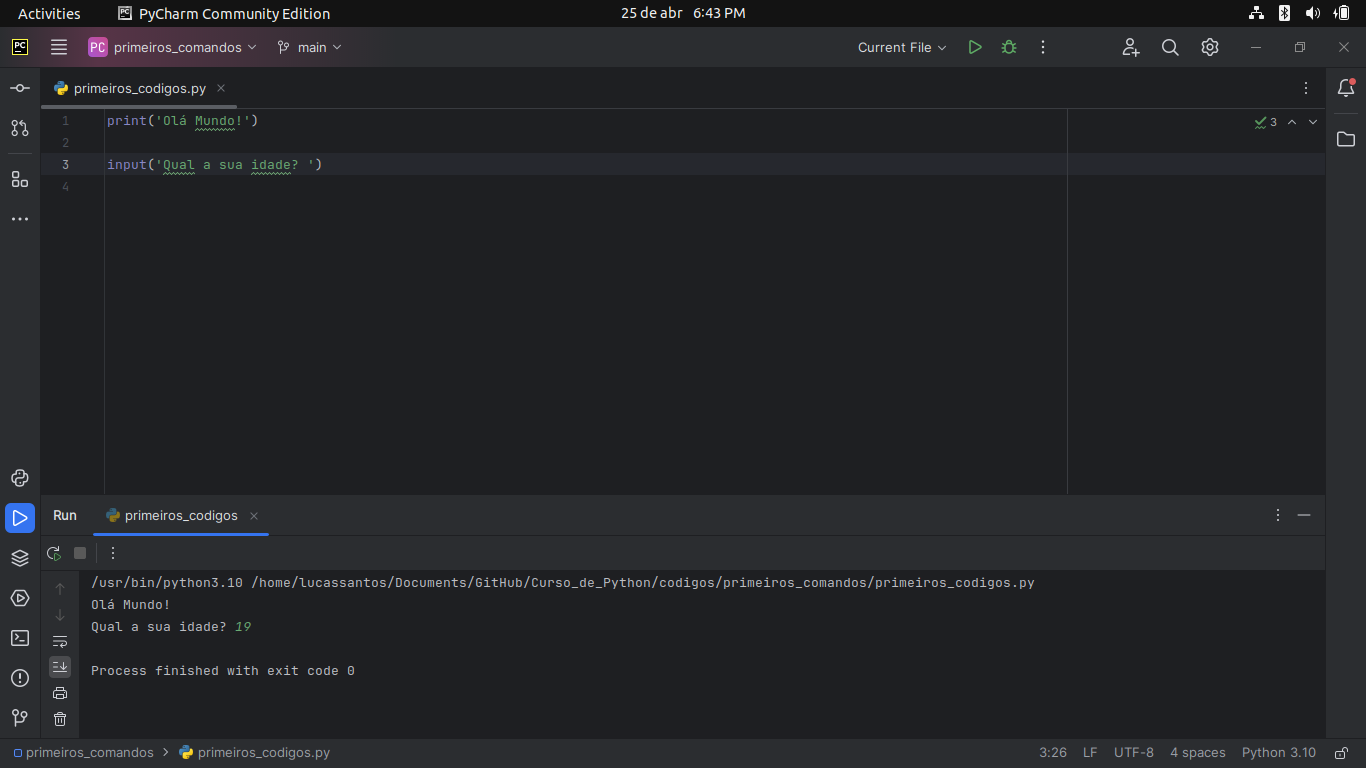 Activities PyCharm Community Edition 25 de abr 6:43 PM
PC PC primeiros_comandos main Current File
primeiros_codigos.py
3
1 print('Olá Mundo!')
2
3 input('Qual a sua idade? ')
4
Run primeiros_codigos
/usr/bin/python3.10 /home/lucassantos/Documents/GitHub/Curso_de_Python/codigos/primeiros_comandos/primeiros_codigos.py
Olá Mundo!
Qual a sua idade? 19
Process finished with exit code 0
primeiros_comandos > primeiros_codigos.py 3:26 LF UTF-8 4 spaces Python 3.10